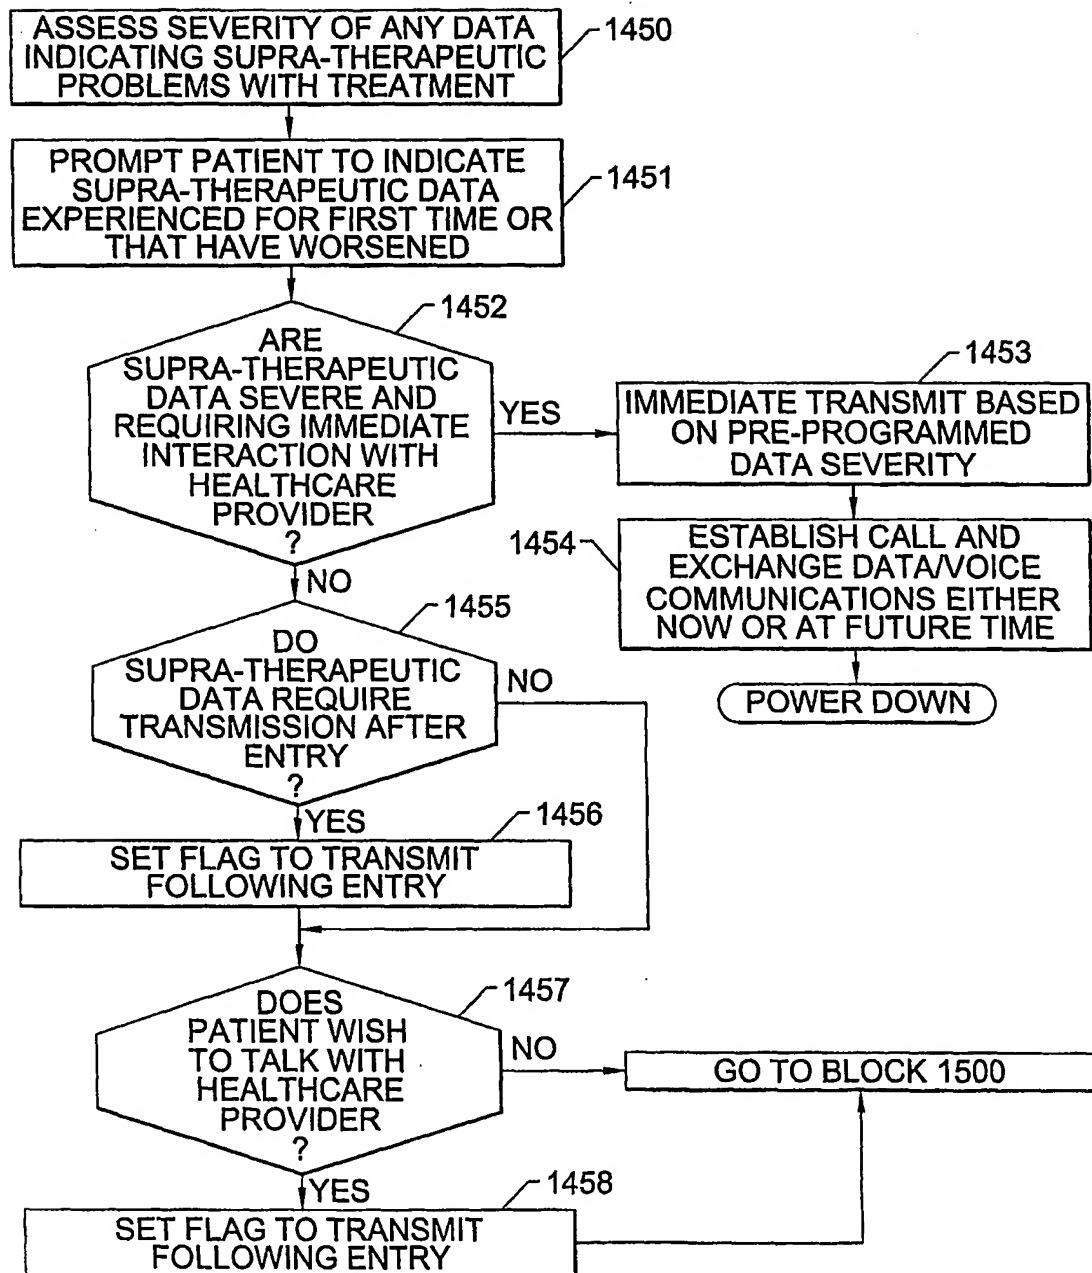 ASSESS SEVERITY OF ANY DATA
INDICATING SUPRA-THERAPEUTIC
PROBLEMS WITH TREATMENT
1450
PROMPT PATIENT TO INDICATE
SUPRA-THERAPEUTIC DATA
EXPERIENCED FOR FIRST TIME OR
THAT HAVE WORSENED
1451
1452
ARE
SUPRA-THERAPEUTIC
DATA SEVERE AND
REQUIRING IMMEDIATE
INTERACTION WITH
HEALTHCARE
PROVIDER
?
YES
1453
IMMEDIATE TRANSMIT BASED
ON PRE-PROGRAMMED
DATA SEVERITY
1454
ESTABLISH CALL AND
EXCHANGE DATA/VOICE
COMMUNICATIONS EITHER
NOW OR AT FUTURE TIME
POWER DOWN
NO
1455
DO
SUPRA-THERAPEUTIC
DATA REQUIRE
TRANSMISSION AFTER
ENTRY
?
NO
YES
1456
SET FLAG TO TRANSMIT
FOLLOWING ENTRY
1457
DOES
PATIENT WISH
TO TALK WITH
HEALTHCARE
PROVIDER
?
NO
GO TO BLOCK 1500
YES
1458
SET FLAG TO TRANSMIT
FOLLOWING ENTRY